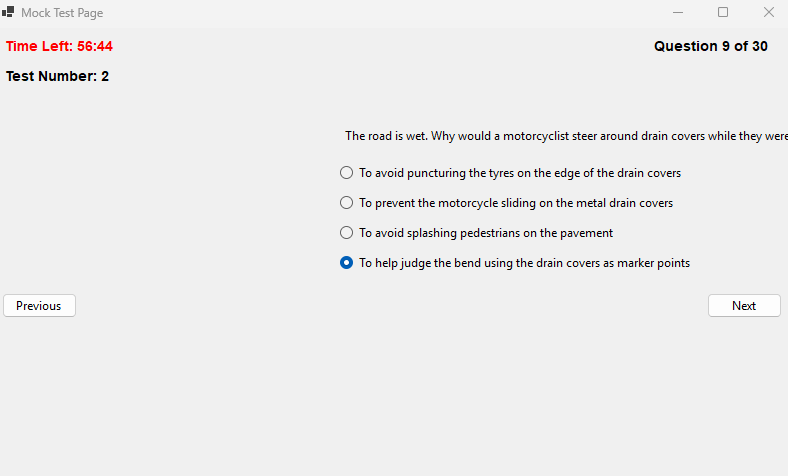 Mock Test Page
Time Left: 56:44
Question 9 of 30
Test Number: 2
The road is wet. Why would a motorcyclist steer around drain covers while they were
To avoid puncturing the tyres on the edge of the drain covers
To prevent the motorcycle sliding on the metal drain covers
To avoid splashing pedestrians on the pavement
To help judge the bend using the drain covers as marker points
Previous
Next